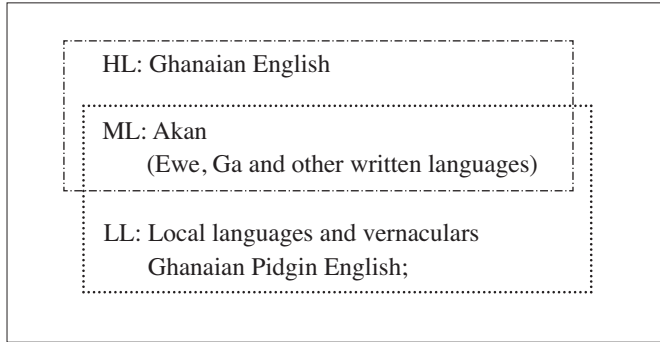 HL: Ghanaian English
ML: Akan
(Ewe, Ga and other written languages)
LL: Local languages and vernaculars
Ghanaian Pidgin English;